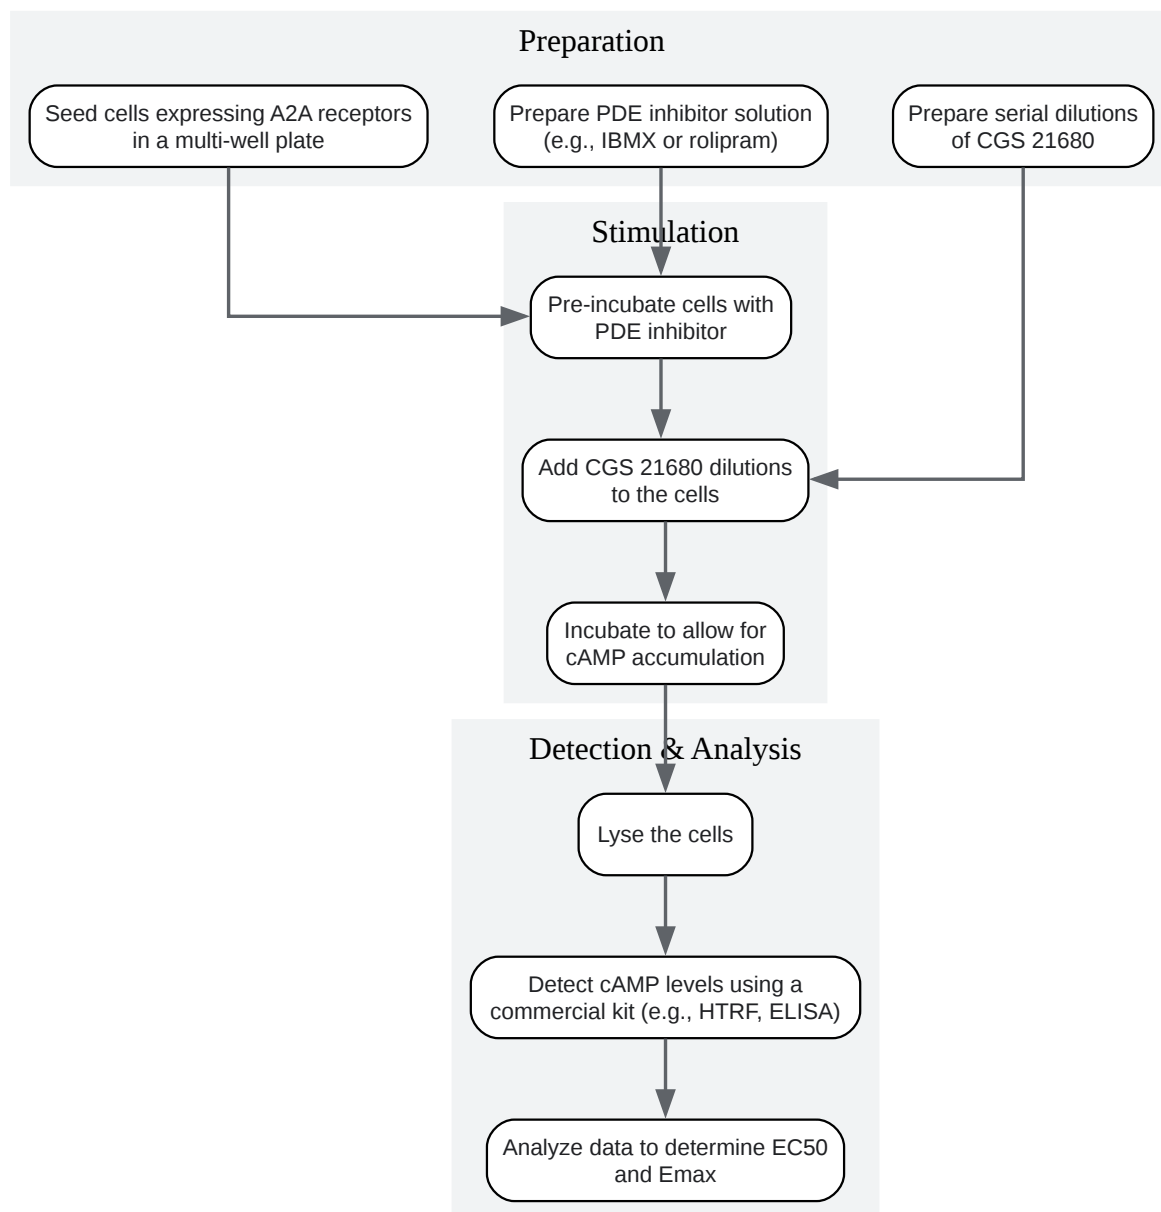 Preparation
Seed cells expressing A2A receptors
in a multi-well plate
Prepare PDE inhibitor solution
(e.g., IBMX or rolipram)
Prepare serial dilutions
of CGS 21680
Stimulation
Pre-incubate cells with
PDE inhibitor
Add CGS 21680 dilutions
to the cells
Incubate to allow for
cAMP accumulation
Detection & Analysis
Lyse the cells
Detect cAMP levels using a
commercial kit (e.g., HTRF, ELISA)
Analyze data to determine EC50
and Emax